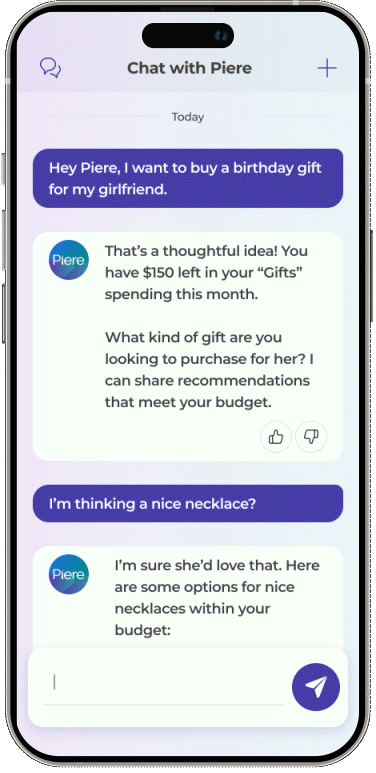 Chat with Piere
Today
Hey Piere, I want to buy a birthday gift
for my girlfriend.
Piere
That’s a thoughtful idea! You
have $150 left in your “Gifts”
spending this month.
What kind of gift are you
looking to purchase for her? I
can share recommendations
that meet your budget.
I’m thinking a nice necklace?
Piere
I’m sure she’d love that. Here
are some options for nice
necklaces within your
budget: